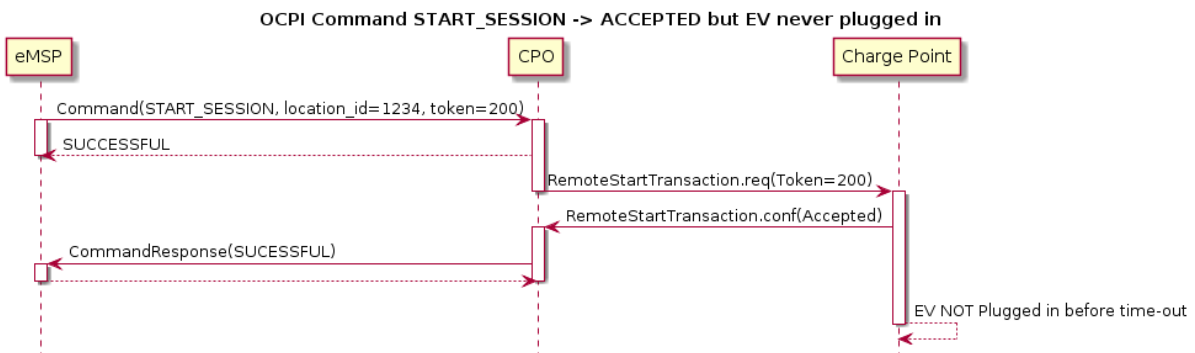 OCPI Command START_SESSION -> ACCEPTED but EV never plugged in
eMSP
CPO
Charge Point
Command(START_SESSION, location_id=1234, token=200)
SUCCESSFUL
RemoteStartTransaction.req(Token=200)
RemoteStartTransaction.conf(Accepted)
CommandResponse(SUCESSFUL)
EV NOT Plugged in before time-out